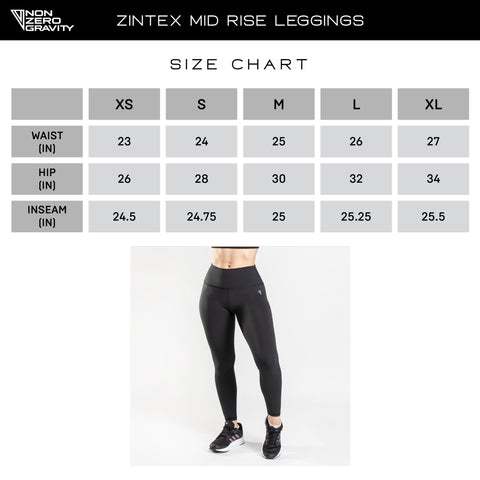 NON
ZERO
GRAVITY
ZINTEX MID RISE LEGGINGS
SIZE CHART
XS S M L XL
WAIST
(IN)
23 24 25 26 27
HIP
(IN)
26 28 30 32 34
INSEAM
(IN)
24.5 24.75 25 25.25 25.5